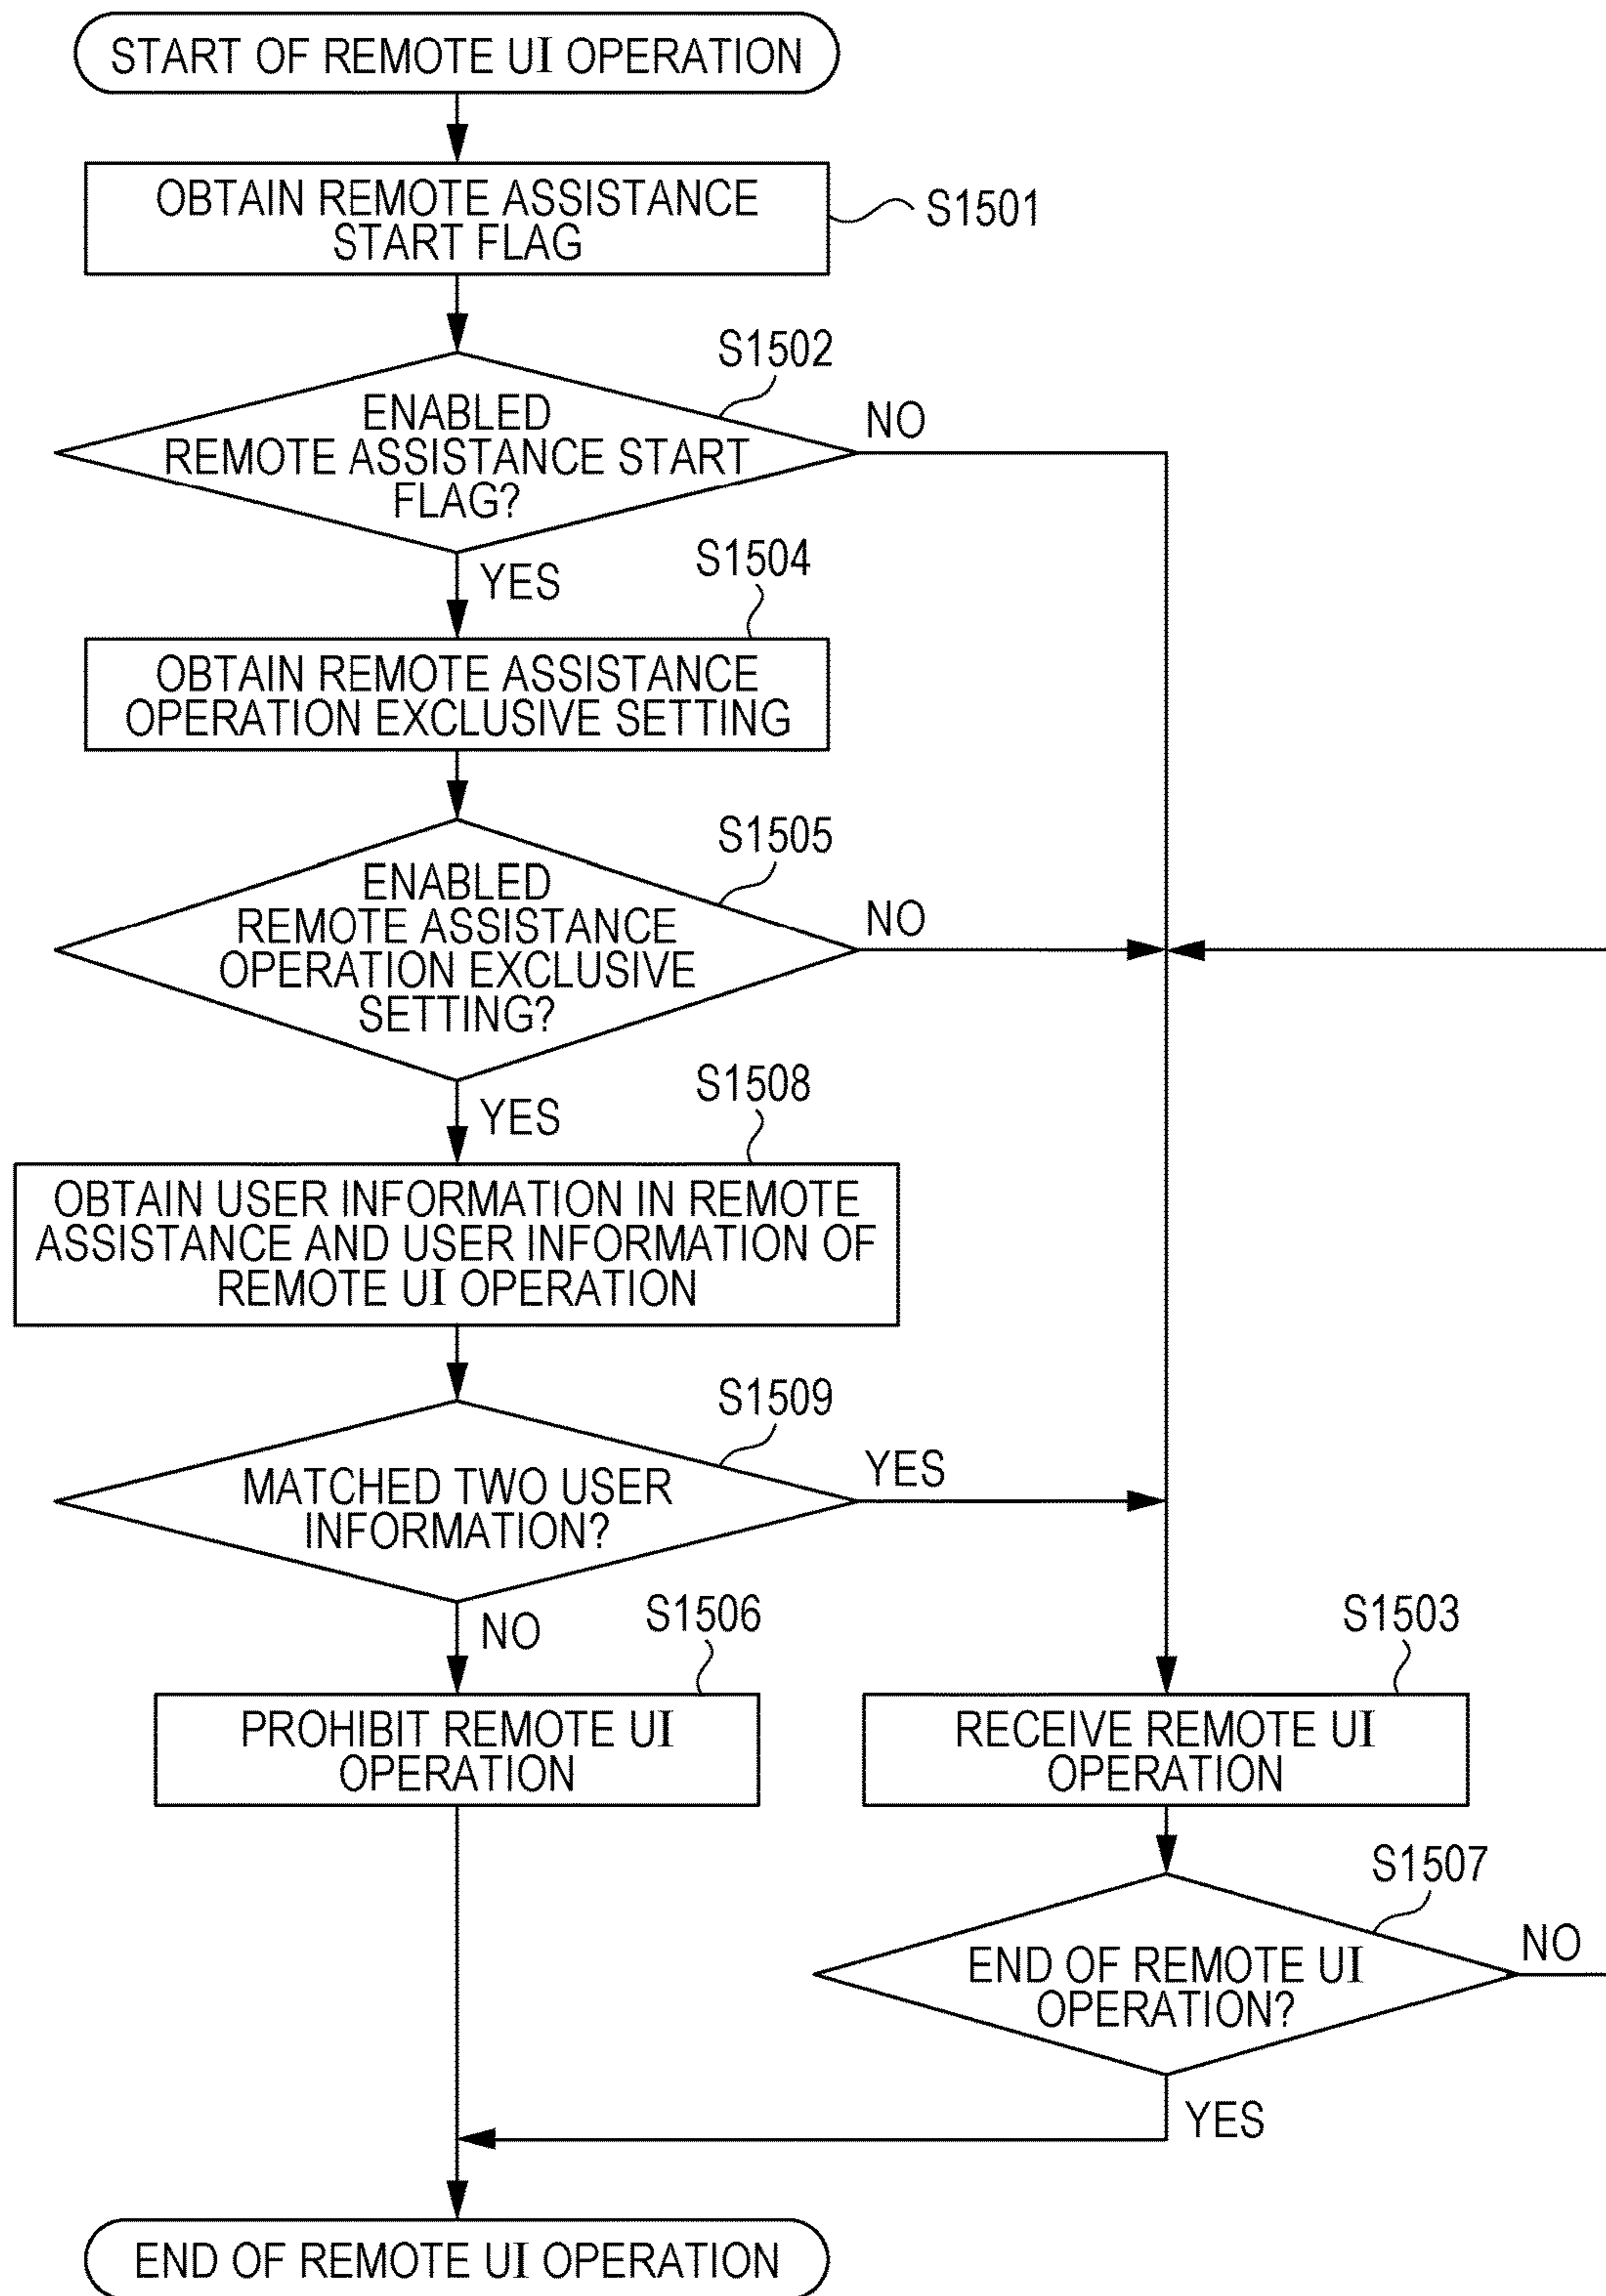 START OF REMOTE UI OPERATION
OBTAIN REMOTE ASSISTANCE
START FLAG
S1501
S1502
ENABLED
REMOTE ASSISTANCE START
FLAG?
NO
YES
S1504
OBTAIN REMOTE ASSISTANCE
OPERATION EXCLUSIVE SETTING
S1505
ENABLED
REMOTE ASSISTANCE
OPERATION EXCLUSIVE
SETTING?
NO
YES
S1508
OBTAIN USER INFORMATION IN REMOTE
ASSISTANCE AND USER INFORMATION OF
REMOTE UI OPERATION
S1509
MATCHED TWO USER
INFORMATION?
YES
NO
S1506
PROHIBIT REMOTE UI
OPERATION
S1503
RECEIVE REMOTE UI
OPERATION
S1507
END OF REMOTE UI
OPERATION?
NO
YES
END OF REMOTE UI OPERATION